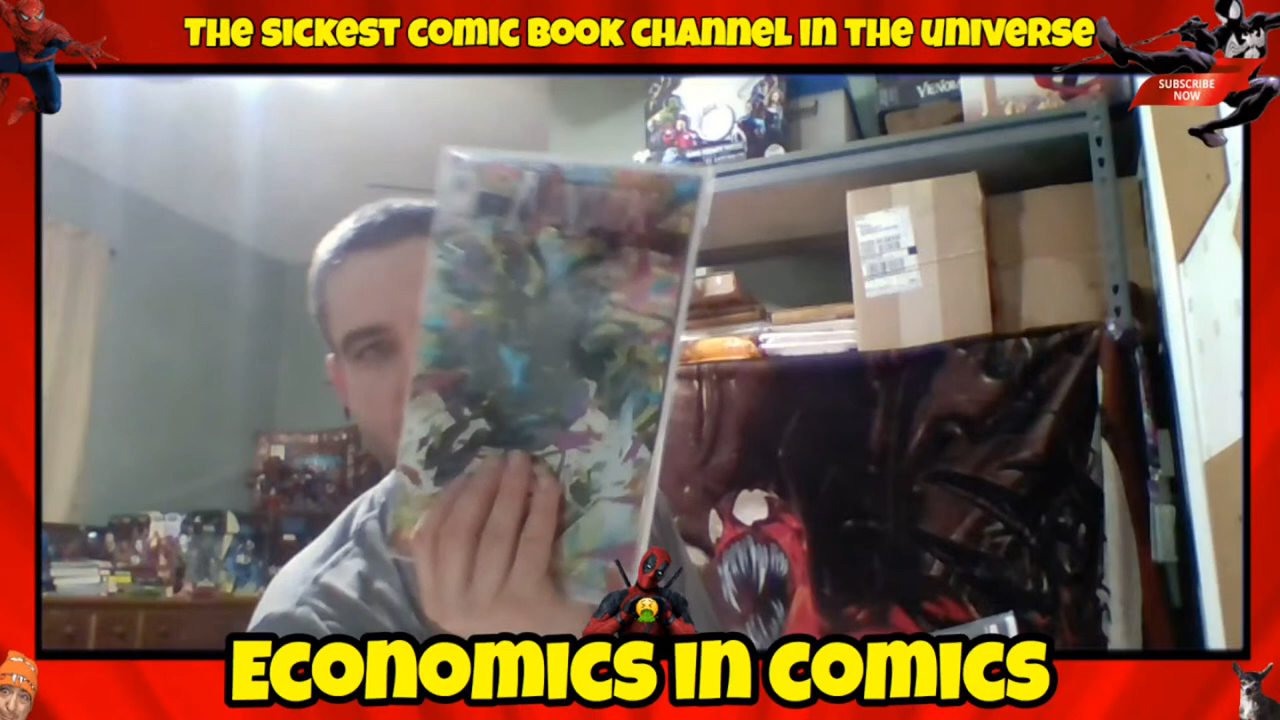 THE SICKEST COMIC BOOK CHANNEL IN THE UNIVERSE
SUBSCRIBE
NOW
VENOM
ECONOMICS IN COMICS